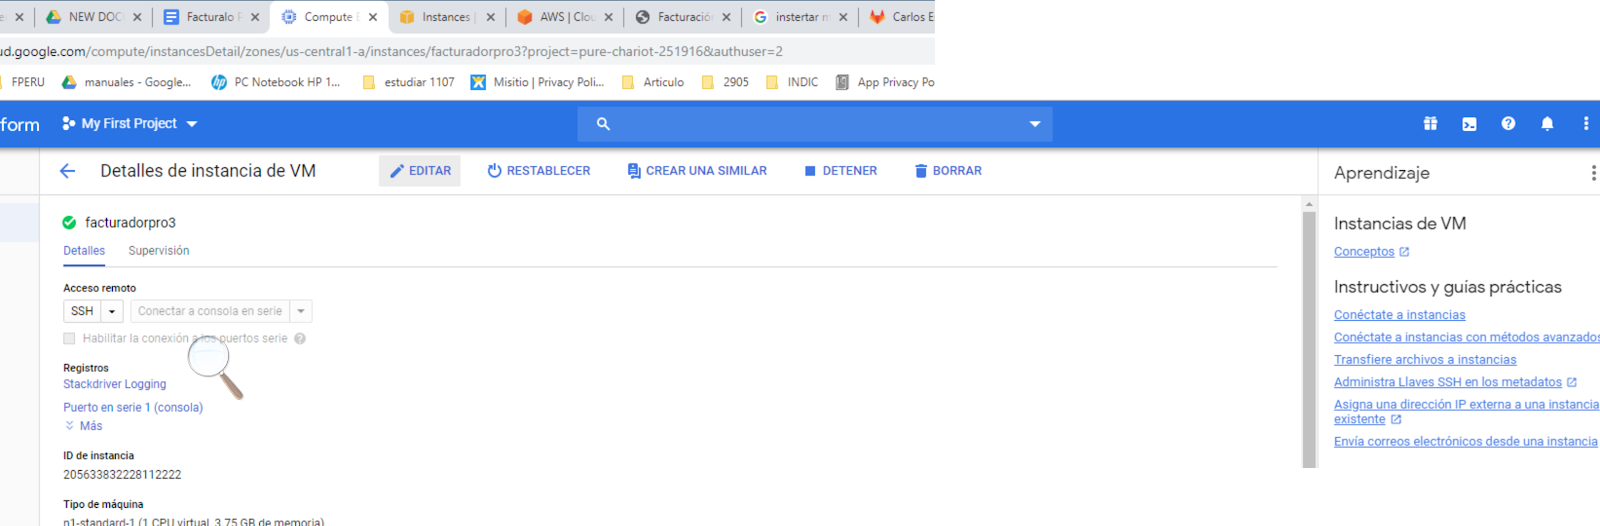 NEW DOC
Facturalo P
Compute E
Instances |
AWS | Clou
Facturación
instertar m
Carlos E
ud.google.com/compute/instancesDetail/zones/us-central1-a/instances/facturadorpro3?project=pure-chariot-251916&authuser=2
FPERU
manuales - Google...
PC Notebook HP 1...
estudiar 1107
Misitio | Privacy Poli...
Articulo
2905
INDIC
App Privacy Po
form
My First Project
Detalles de instancia de VM
EDITAR
RESTABLECER
CREAR UNA SIMILAR
DETENER
BORRAR
facturadorpro3
Detalles
Supervisión
Acceso remoto
SSH
Conectar a consola en serie
Habilitar la conexión a los puertos serie
Registros
Stackdriver Logging
Puerto en serie 1 (consola)
Más
ID de instancia
205633832228112222
Tipo de máquina
n1-standard-1 (1 CPU virtual, 3.75 GB de memoria)
Aprendizaje
Instancias de VM
Conceptos
Instructivos y guías prácticas
Conéctate a instancias
Conéctate a instancias con métodos avanzados
Transfiere archivos a instancias
Administra Llaves SSH en los metadatos
Asigna una dirección IP externa a una instancia
existente
Envía correos electrónicos desde una instancia